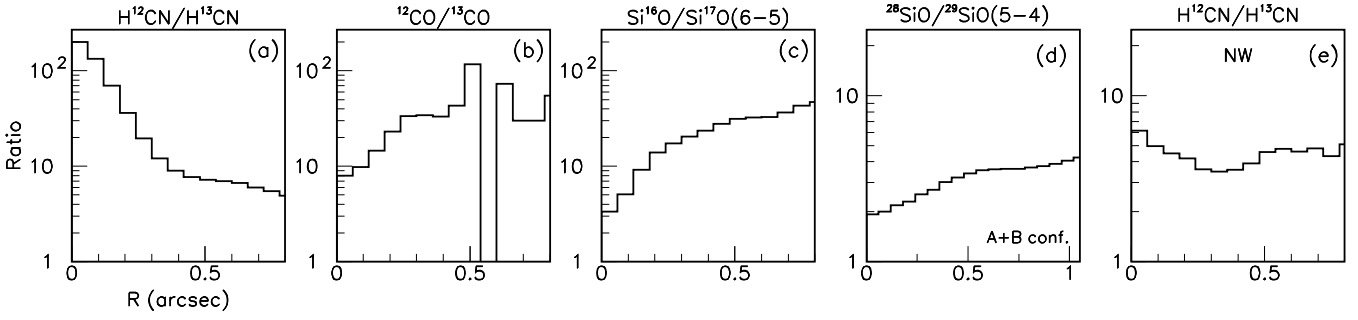 H¹²CN/H¹³CN ¹²CO/¹³CO Si¹⁶O/Si¹⁷O(6−5) ²⁸SiO/²⁹SiO(5−4) H¹²CN/H¹³CN
(a) (b) (c) (d) NW (e)
10² 10² 10² 10 10
10 10 10
Ratio
A+B conf.
1 1 1 1 1
0 0.5 0 0.5 0 0.5 0 0.5 1 0 0.5
R (arcsec)